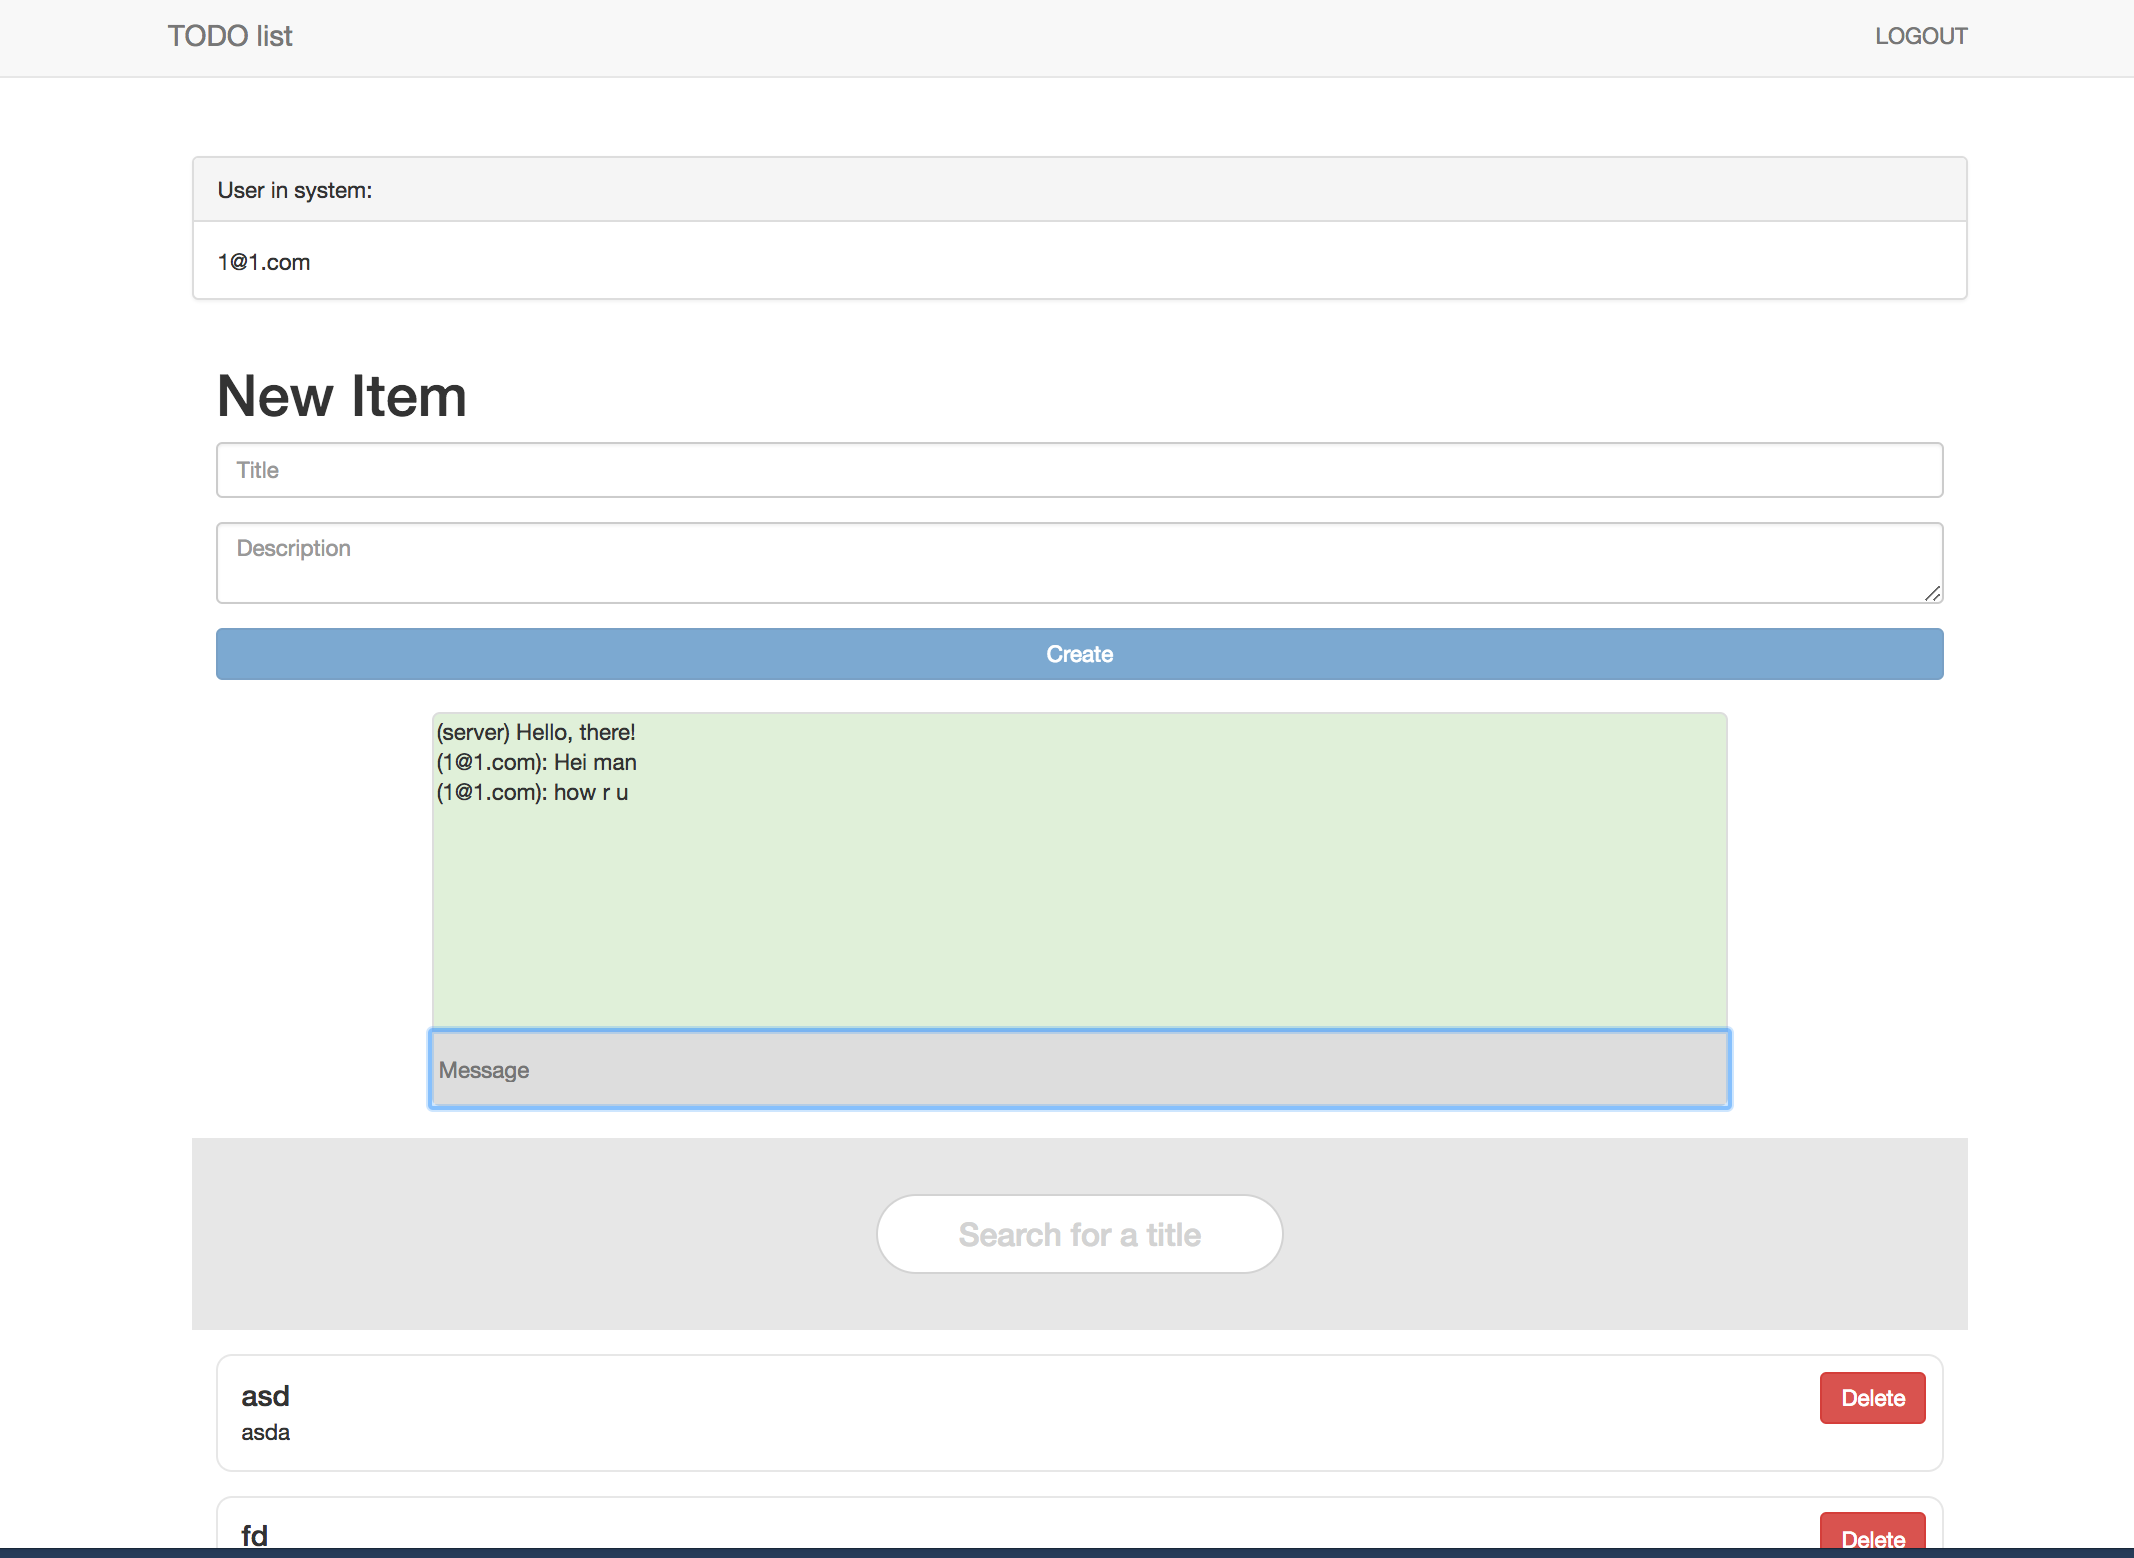 TODO list
LOGOUT
User in system:
1@1.com
New Item
Title
Description
Create
(server) Hello, there!
(1@1.com): Hei man
(1@1.com): how r u
Message
Search for a title
asd
Delete
asda
fd
Delete